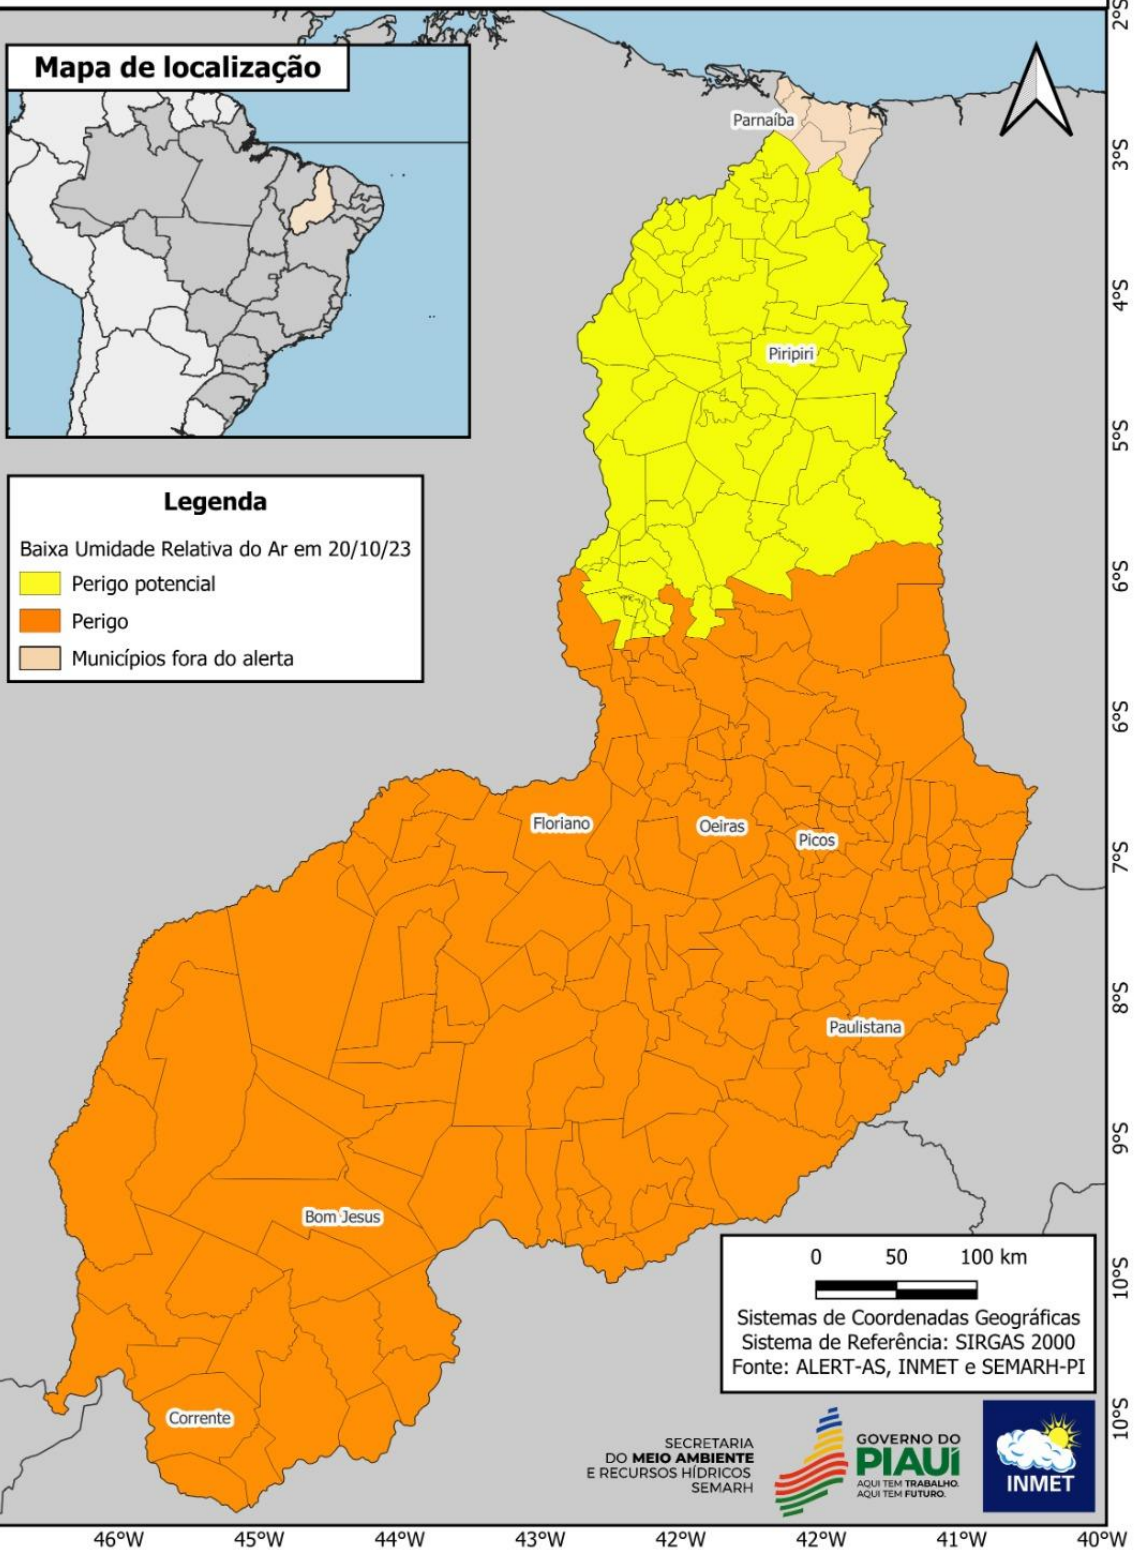 Mapa de localização
Parnaíba
Piripiri
Legenda
Baixa Umidade Relativa do Ar em 20/10/23
Perigo potencial
Perigo
Municípios fora do alerta
Floriano
Oeiras
Picos
Paulistana
Bom Jesus
Corrente
0 50 100 km
Sistemas de Coordenadas Geográficas
Sistema de Referência: SIRGAS 2000
Fonte: ALERT-AS, INMET e SEMARH-PI
SECRETARIA
DO MEIO AMBIENTE
E RECURSOS HÍDRICOS
SEMARH
GOVERNO DO
PIAUÍ
AQUI TEM TRABALHO.
AQUI TEM FUTURO.
INMET
2°S
3°S
4°S
5°S
6°S
6°S
7°S
8°S
9°S
10°S
10°S
46°W 45°W 44°W 43°W 42°W 42°W 41°W 40°W